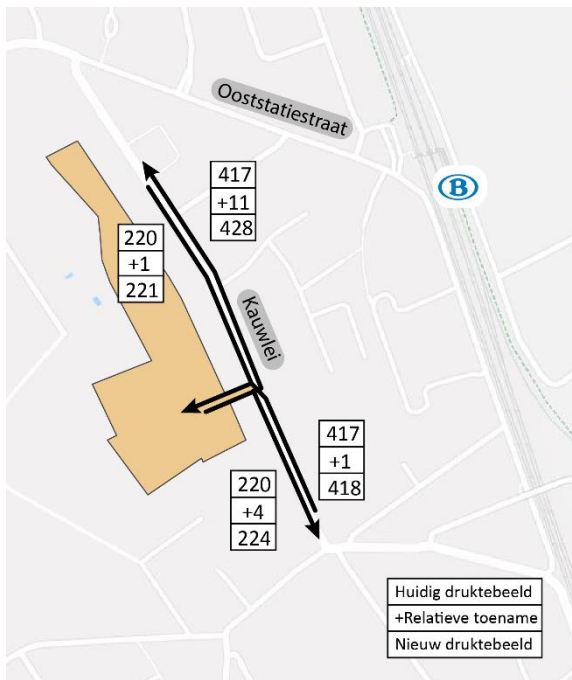 Ooststatiestraat
B
417
+11
428
220
+1
221
Kauwlei
417
+1
418
220
+4
224
Huidig druktebeeld
+Relatieve toename
Nieuw druktebeeld